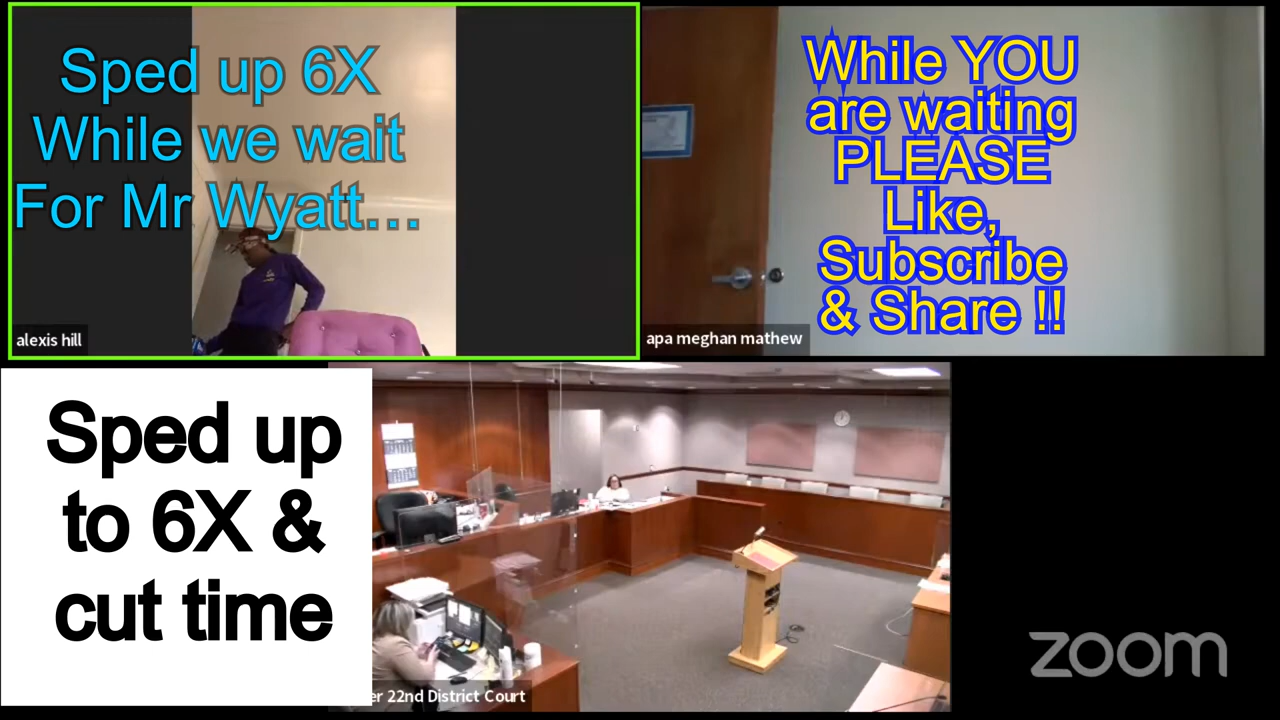 Sped up 6X
While we wait
For Mr Wyatt...
alexis hill
While YOU
are waiting
PLEASE
Like,
Subscribe
& Share !!
apa meghan mathew
Sped up
to 6X &
cut time
er 22nd District Court
zoom